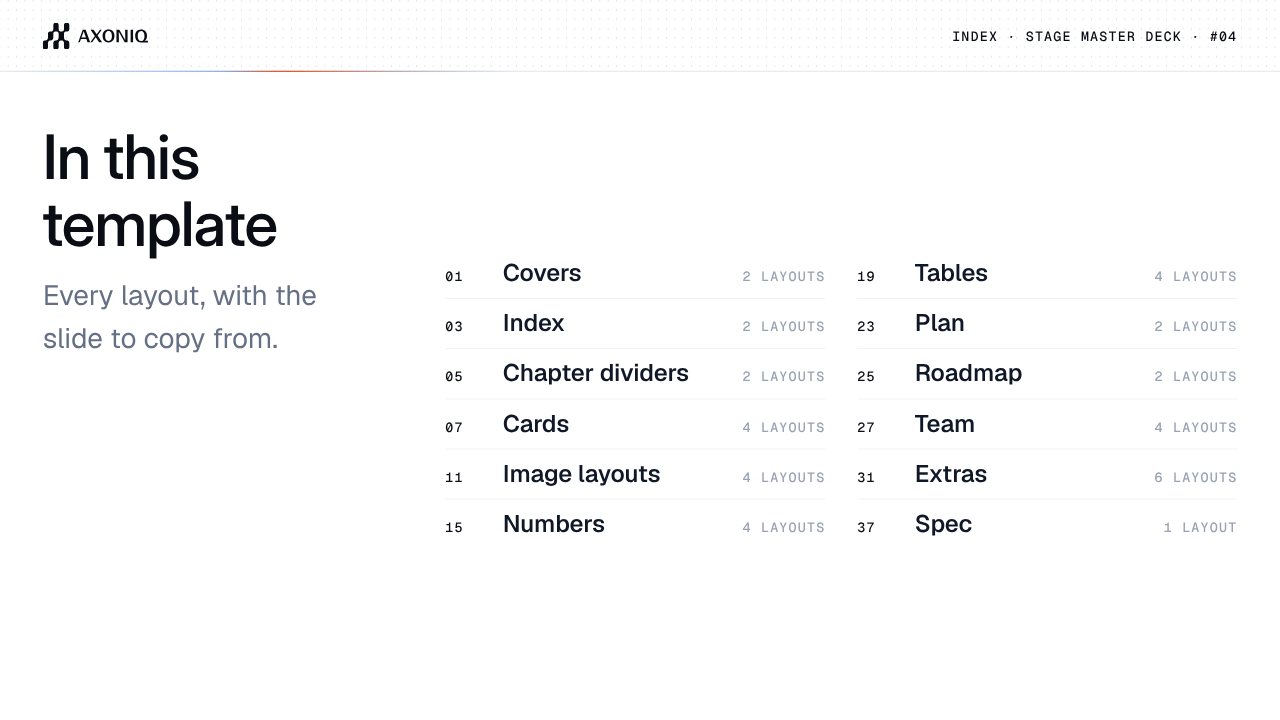 AXONIQ
INDEX · STAGE MASTER DECK · #04
In this
template
Every layout, with the
slide to copy from.
01 Covers 2 LAYOUTS
03 Index 2 LAYOUTS
05 Chapter dividers 2 LAYOUTS
07 Cards 4 LAYOUTS
11 Image layouts 4 LAYOUTS
15 Numbers 4 LAYOUTS
19 Tables 4 LAYOUTS
23 Plan 2 LAYOUTS
25 Roadmap 2 LAYOUTS
27 Team 4 LAYOUTS
31 Extras 6 LAYOUTS
37 Spec 1 LAYOUT